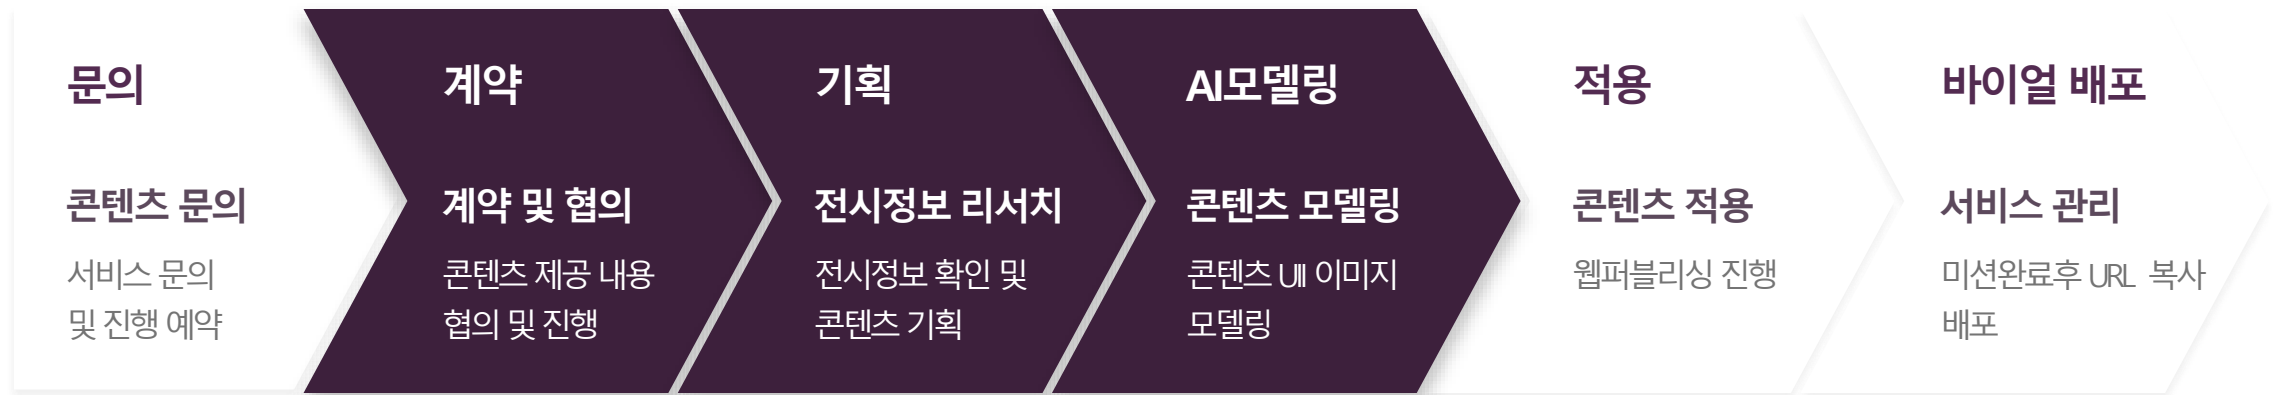 문의
콘텐츠 문의
서비스 문의
및 진행 예약
계약
계약 및 협의
콘텐츠 제공 내용
협의 및 진행
기획
전시정보 리서치
전시정보 확인 및
콘텐츠 기획
AI모델링
콘텐츠 모델링
콘텐츠 UII 이미지
모델링
적용
콘텐츠 적용
웹퍼블리싱 진행
바이얼 배포
서비스 관리
미션완료후 URL 복사
배포